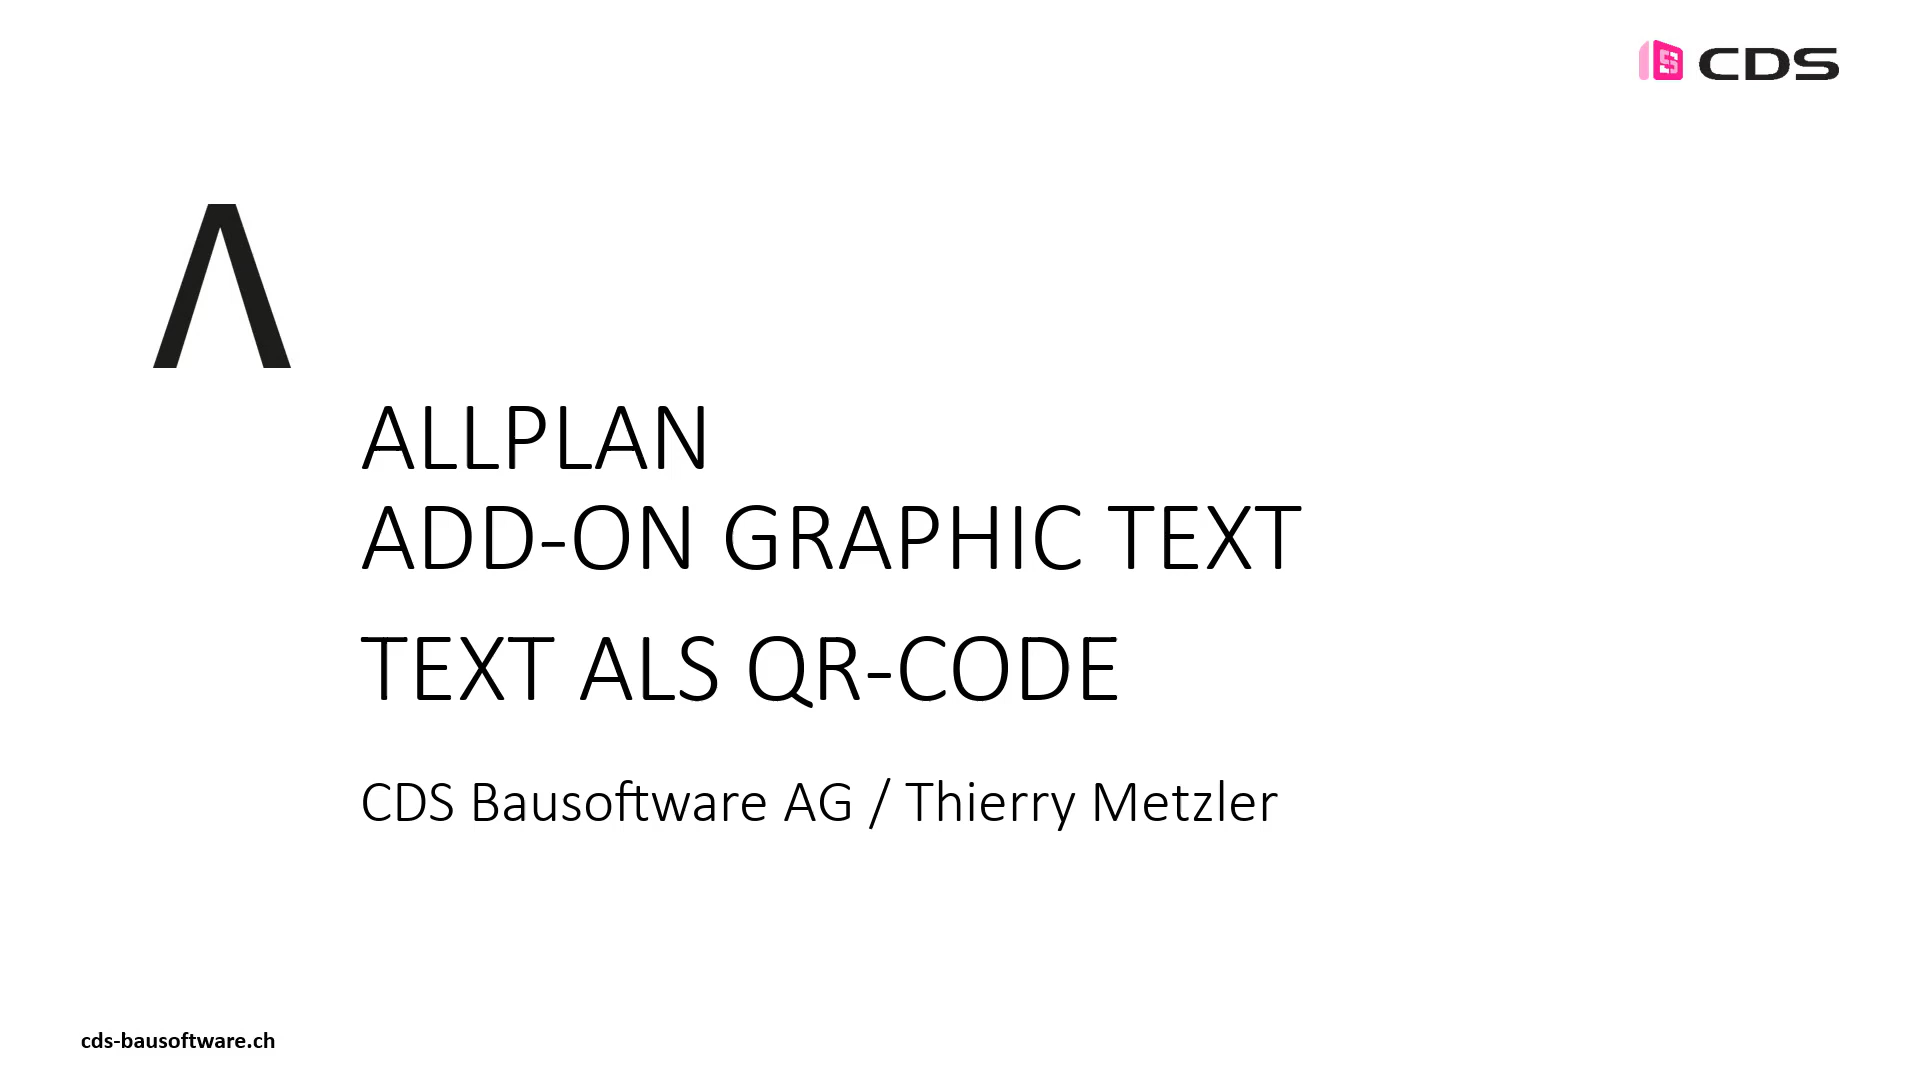 CDS
ALLPLAN
ADD-ON GRAPHIC TEXT
TEXT ALS QR-CODE
CDS Bausoftware AG / Thierry Metzler
cds-bausoftware.ch